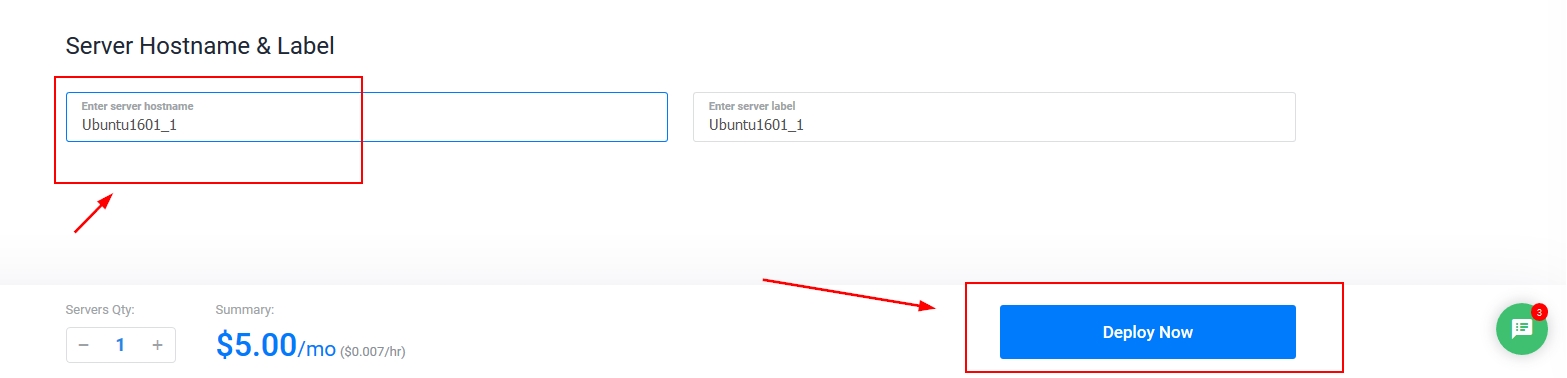 Server Hostname & Label
Enter server hostname
Ubuntu1601_1
Enter server label
Ubuntu1601_1
Servers Qty:
− 1 +
Summary:
$5.00/mo ($0.007/hr)
Deploy Now
3